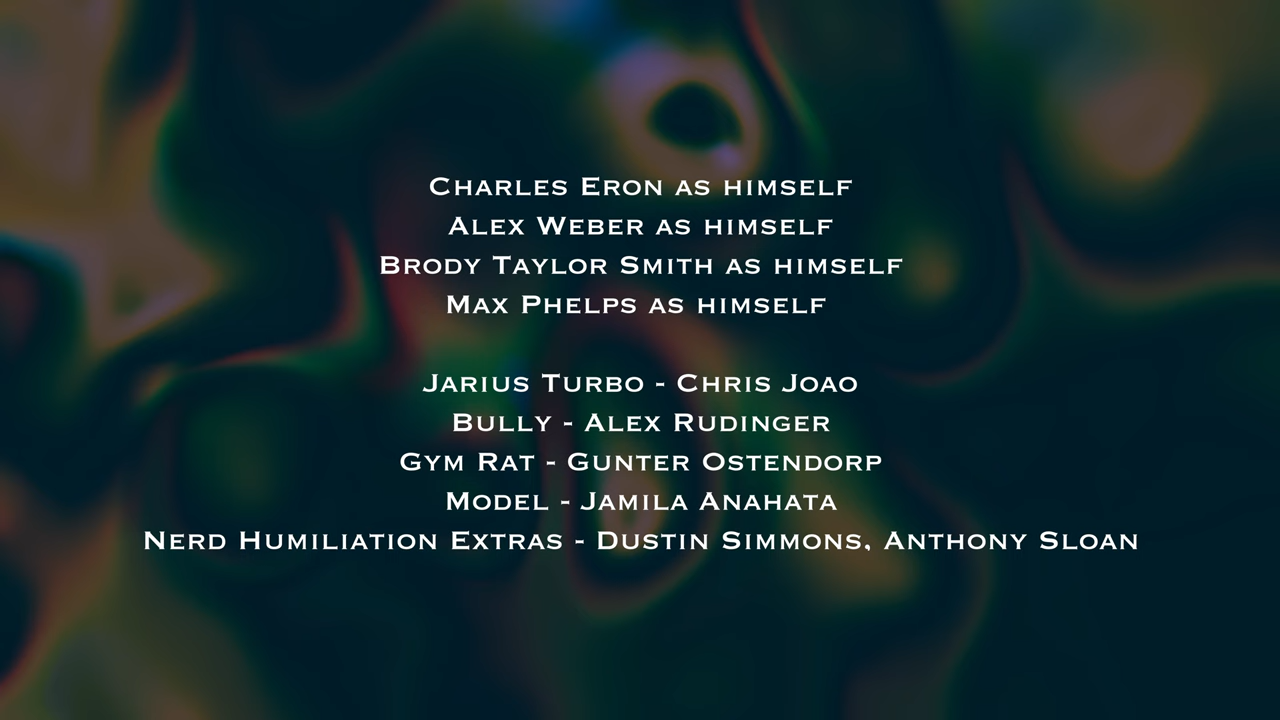 Charles Eron as himself
Alex Weber as himself
Brody Taylor Smith as himself
Max Phelps as himself
Jarius Turbo - Chris Joao
Bully - Alex Rudinger
Gym Rat - Gunter Ostendorp
Model - Jamila Anahata
Nerd Humiliation Extras - Dustin Simmons, Anthony Sloan